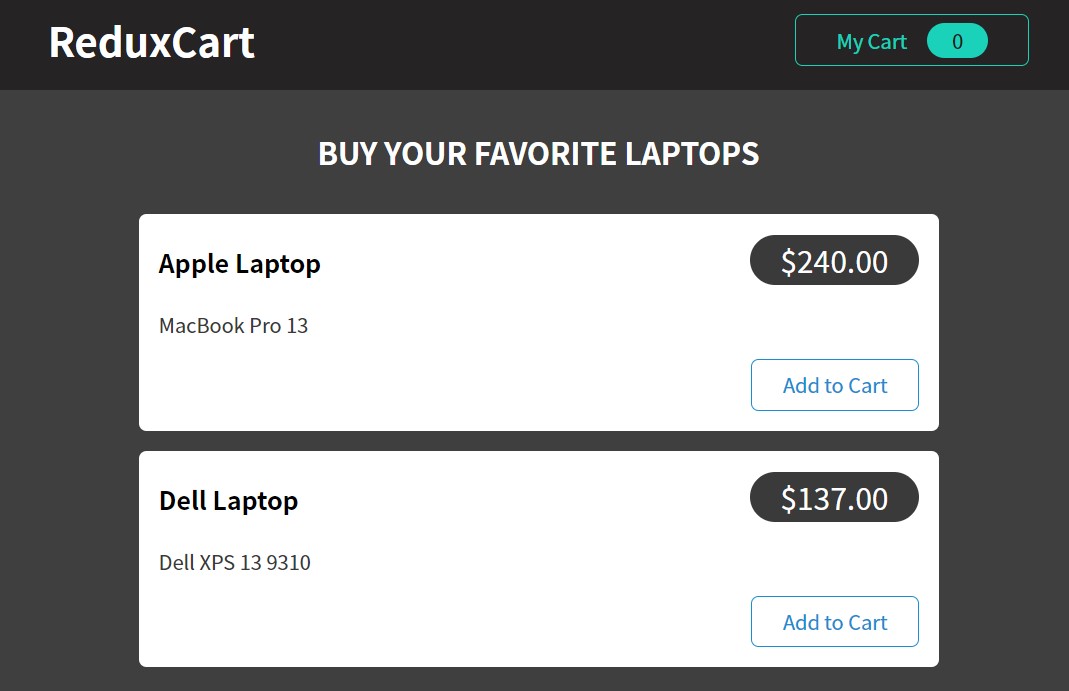 ReduxCart
My Cart 0
BUY YOUR FAVORITE LAPTOPS
Apple Laptop
$240.00
MacBook Pro 13
Add to Cart
Dell Laptop
$137.00
Dell XPS 13 9310
Add to Cart